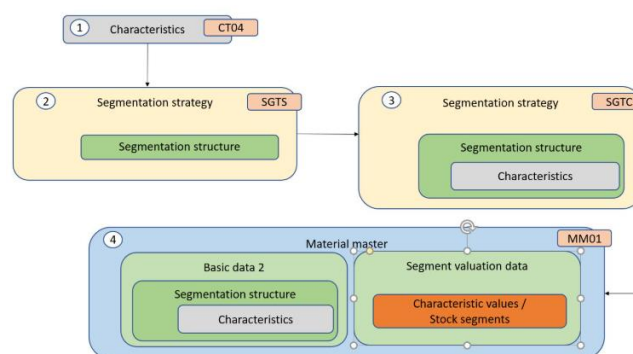 1
Characteristics
CT04
2
Segmentation strategy
SGTS
Segmentation structure
3
Segmentation strategy
SGTC
Segmentation structure
Characteristics
4
Material master
MM01
Basic data 2
Segmentation structure
Characteristics
Segment valuation data
Characteristic values /
Stock segments